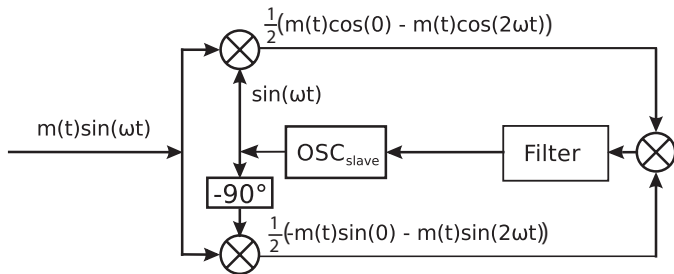 ½(m(t)cos(0) - m(t)cos(2ωt))
sin(ωt)
m(t)sin(ωt)
OSCslave
Filter
-90°
½(-m(t)sin(0) - m(t)sin(2ωt))